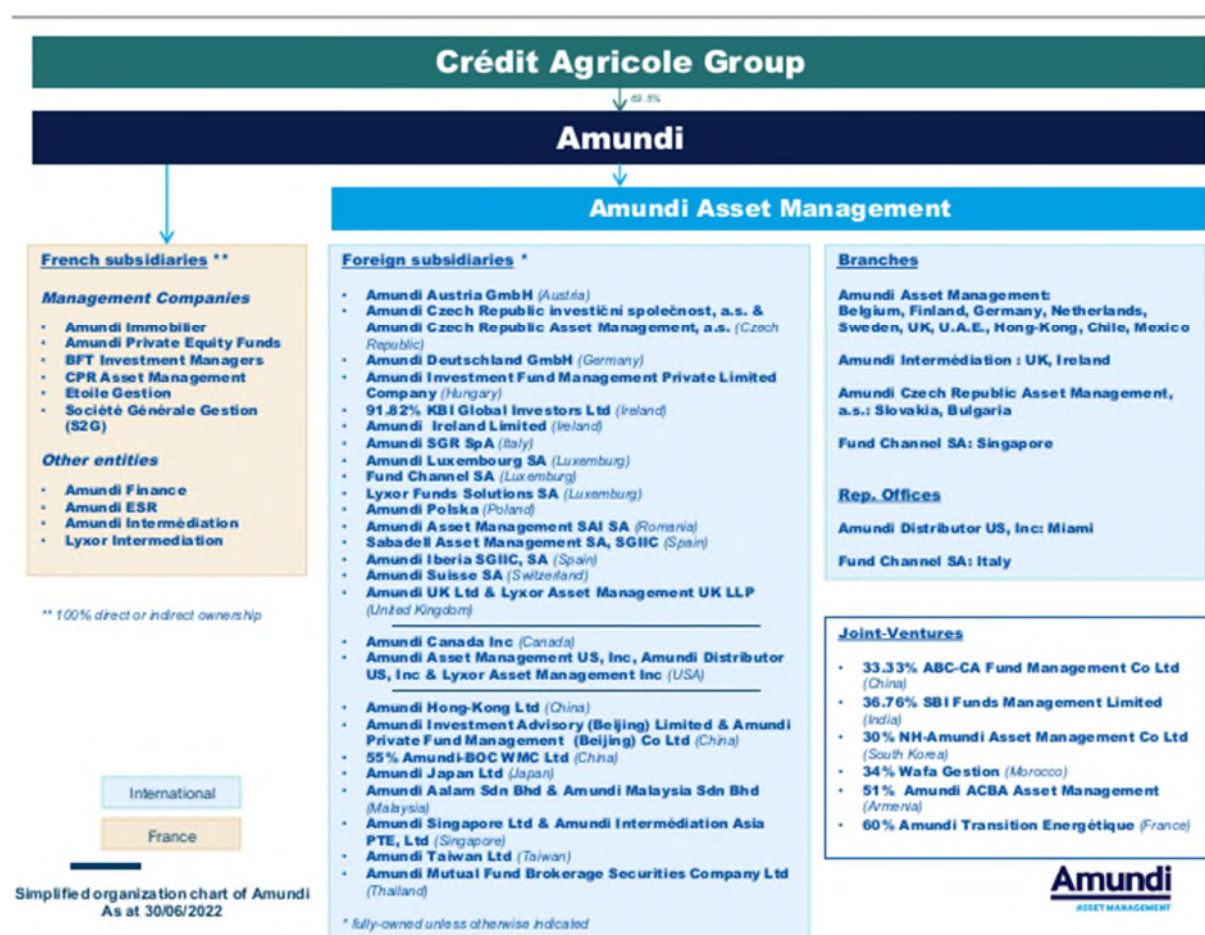 Crédit Agricole Group
Amundi
Amundi Asset Management
French subsidiaries **
Management Companies
• Amundi Immobilier
• Amundi Private Equity Funds
• BFT Investment Managers
• CPR Asset Management
• Etoile Gestion
• Société Générale Gestion
(S2G)
Other entities
• Amundi Finance
• Amundi ESR
• Amundi Intermédiation
• Lyxor Intermediation
** 100% direct or indirect ownership
International
France
Simplified organization chart of Amundi
As at 30/06/2022
Foreign subsidiaries *
• Amundi Austria GmbH (Austria)
• Amundi Czech Republic investiční společnost, a.s. &
Amundi Czech Republic Asset Management, a.s. (Czech
Republic)
• Amundi Deutschland GmbH (Germany)
• Amundi Investment Fund Management Private Limited
Company (Hungary)
• 91.82% KBI Global Investors Ltd (Ireland)
• Amundi Ireland Limited (Ireland)
• Amundi SGR SpA (Italy)
• Amundi Luxembourg SA (Luxemburg)
• Fund Channel SA (Luxemburg)
• Lyxor Funds Solutions SA (Luxemburg)
• Amundi Polska (Poland)
• Amundi Asset Management SAI SA (Romania)
• Sabadell Asset Management SA, SGIIC (Spain)
• Amundi Iberia SGIIC, SA (Spain)
• Amundi Suisse SA (Switzerland)
• Amundi UK Ltd & Lyxor Asset Management UK LLP
(United Kingdom)
• Amundi Canada Inc (Canada)
• Amundi Asset Management US, Inc, Amundi Distributor
US, Inc & Lyxor Asset Management Inc (USA)
• Amundi Hong-Kong Ltd (China)
• Amundi Investment Advisory (Beijing) Limited & Amundi
Private Fund Management (Beijing) Co Ltd (China)
• 55% Amundi-BOC WMC Ltd (China)
• Amundi Japan Ltd (Japan)
• Amundi Aalam Sdn Bhd & Amundi Malaysia Sdn Bhd
(Malaysia)
• Amundi Singapore Ltd & Amundi Intermédiation Asia
PTE, Ltd (Singapore)
• Amundi Taiwan Ltd (Taiwan)
• Amundi Mutual Fund Brokerage Securities Company Ltd
(Thailand)
* fully-owned unless otherwise indicated
Branches
Amundi Asset Management:
Belgium, Finland, Germany, Netherlands,
Sweden, UK, U.A.E., Hong-Kong, Chile, Mexico
Amundi Intermédiation : UK, Ireland
Amundi Czech Republic Asset Management,
a.s.: Slovakia, Bulgaria
Fund Channel SA: Singapore
Rep. Offices
Amundi Distributor US, Inc: Miami
Fund Channel SA: Italy
Joint-Ventures
• 33.33% ABC-CA Fund Management Co Ltd
(China)
• 36.76% SBI Funds Management Limited
(India)
• 30% NH-Amundi Asset Management Co Ltd
(South Korea)
• 34% Wafa Gestion (Morocco)
• 51% Amundi ACBA Asset Management
(Armenia)
• 60% Amundi Transition Energétique (France)
Amundi
ASSET MANAGEMENT